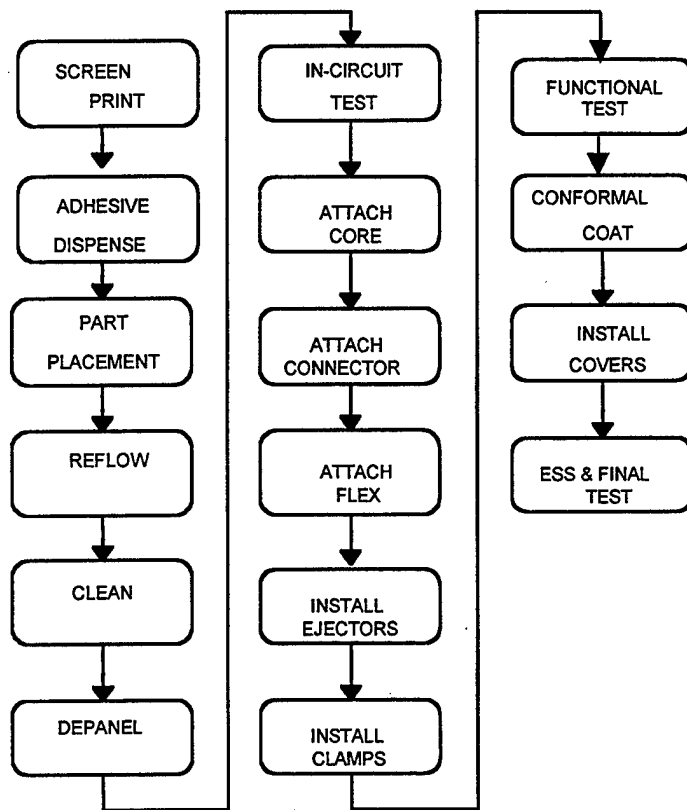 SCREEN
PRINT
ADHESIVE
DISPENSE
PART
PLACEMENT
REFLOW
CLEAN
DEPANEL
IN-CIRCUIT
TEST
ATTACH
CORE
ATTACH
CONNECTOR
ATTACH
FLEX
INSTALL
EJECTORS
INSTALL
CLAMPS
FUNCTIONAL
TEST
CONFORMAL
COAT
INSTALL
COVERS
ESS & FINAL
TEST